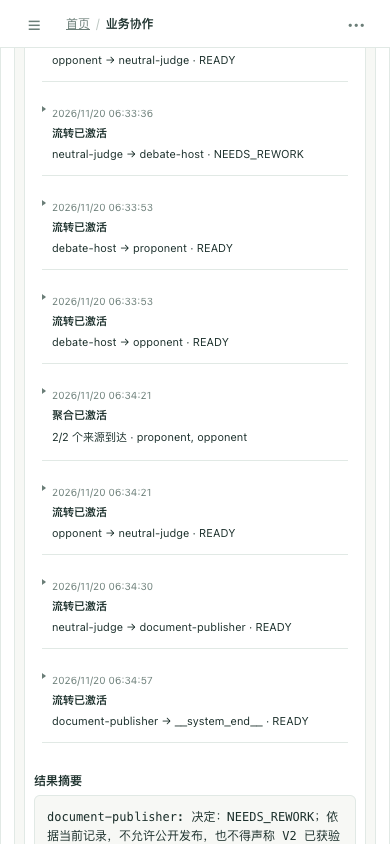 首页 / 业务协作
opponent → neutral-judge · READY
2026/11/20 06:33:36
流转已激活
neutral-judge → debate-host · NEEDS_REWORK
2026/11/20 06:33:53
流转已激活
debate-host → proponent · READY
2026/11/20 06:33:53
流转已激活
debate-host → opponent · READY
2026/11/20 06:34:21
聚合已激活
2/2 个来源到达 · proponent, opponent
2026/11/20 06:34:21
流转已激活
opponent → neutral-judge · READY
2026/11/20 06:34:30
流转已激活
neutral-judge → document-publisher · READY
2026/11/20 06:34:57
流转已激活
document-publisher → __system_end__ · READY
结果摘要
document-publisher: 决定：NEEDS_REWORK；依
据当前记录，不允许公开发布，也不得声称 V2 已获验